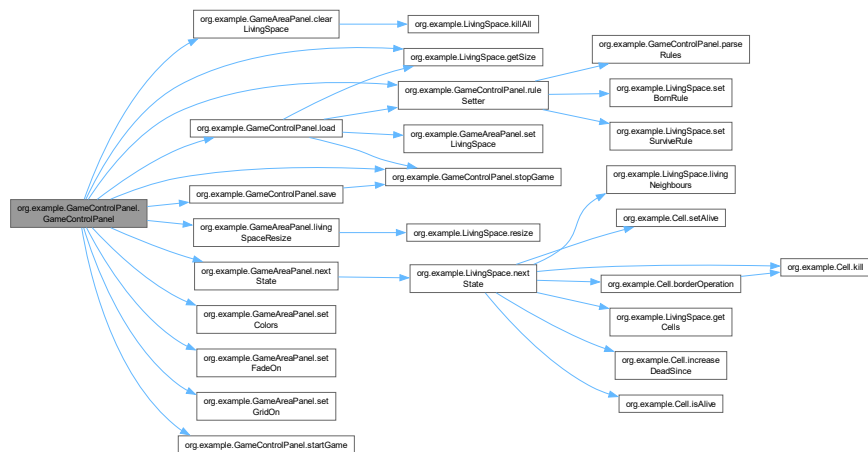 org.example.GameControlPanel.
GameControlPanel
org.example.GameAreaPanel.clear
LivingSpace
org.example.LivingSpace.killAll
org.example.LivingSpace.getSize
org.example.GameControlPanel.load
org.example.GameControlPanel.rule
Setter
org.example.GameControlPanel.parse
Rules
org.example.LivingSpace.set
BornRule
org.example.LivingSpace.set
SurviveRule
org.example.GameAreaPanel.set
LivingSpace
org.example.GameControlPanel.stopGame
org.example.GameControlPanel.save
org.example.GameAreaPanel.living
SpaceResize
org.example.LivingSpace.resize
org.example.GameAreaPanel.next
State
org.example.LivingSpace.next
State
org.example.LivingSpace.living
Neighbours
org.example.Cell.setAlive
org.example.Cell.kill
org.example.Cell.borderOperation
org.example.LivingSpace.get
Cells
org.example.Cell.increase
DeadSince
org.example.Cell.isAlive
org.example.GameAreaPanel.set
Colors
org.example.GameAreaPanel.set
FadeOn
org.example.GameAreaPanel.set
GridOn
org.example.GameControlPanel.startGame